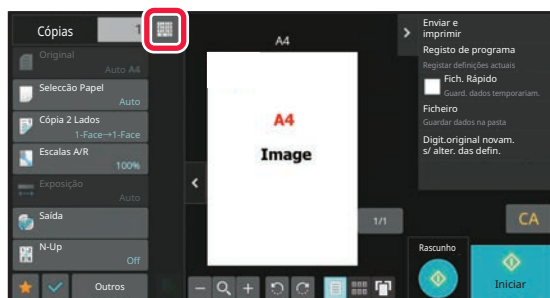 Cópias
1
Original
Auto A4
Selecção Papel
Auto
Cópia 2 Lados
1-Face→1-Face
Escalas A/R
100%
Exposição
Auto
Saída
N-Up
Off
Outros
A4
A4
Image
1/1
Enviar e
imprimir
Registo de programa
Registar definições actuais
Fich. Rápido
Guard. dados temporariam.
Ficheiro
Guardar dados na pasta
Digit.original novam.
s/ alter. das defin.
CA
Rascunho
Iniciar